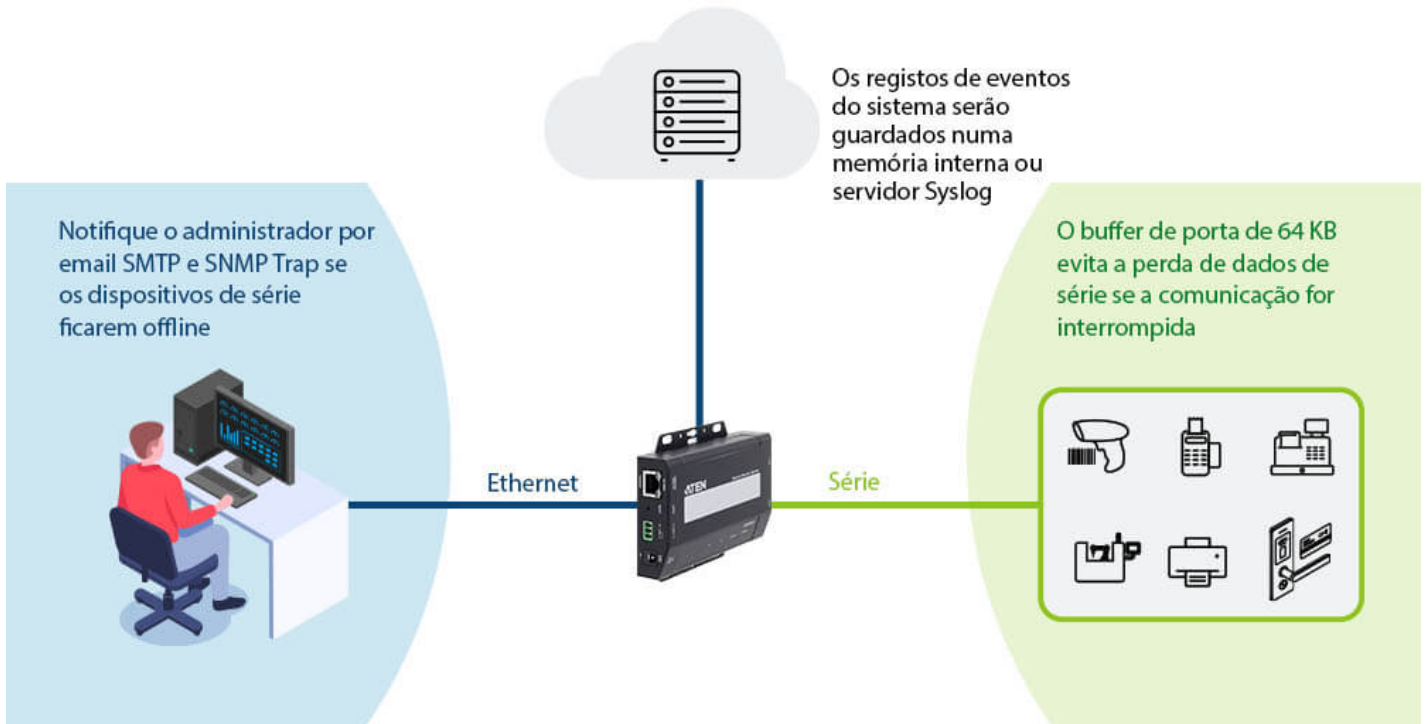 Os registos de eventos
do sistema serão
guardados numa
memória interna ou
servidor Syslog
Notifique o administrador por
email SMTP e SNMP Trap se
os dispositivos de série
ficarem offline
O buffer de porta de 64 KB
evita a perda de dados de
série se a comunicação for
interrompida
Ethernet
ATEN
Série